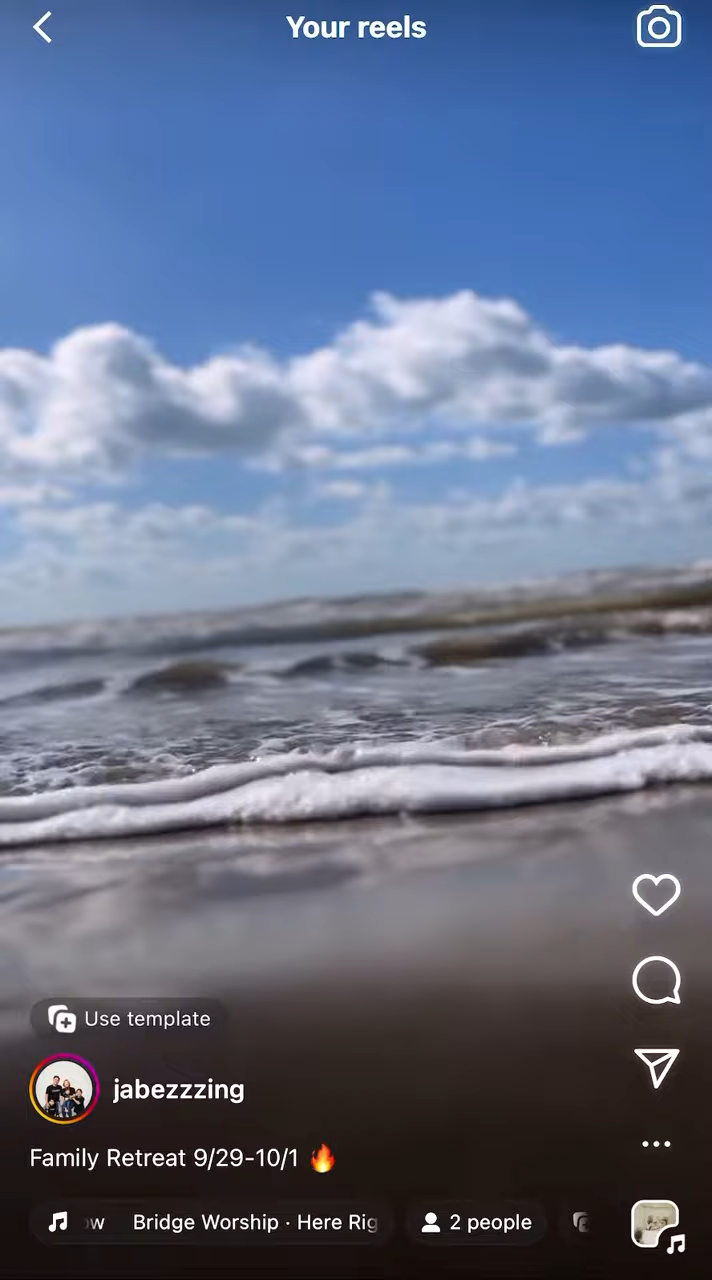 Your reels
Use template
jabezzzing
Family Retreat 9/29-10/1 🔥
Bridge Worship · Here Rig
2 people